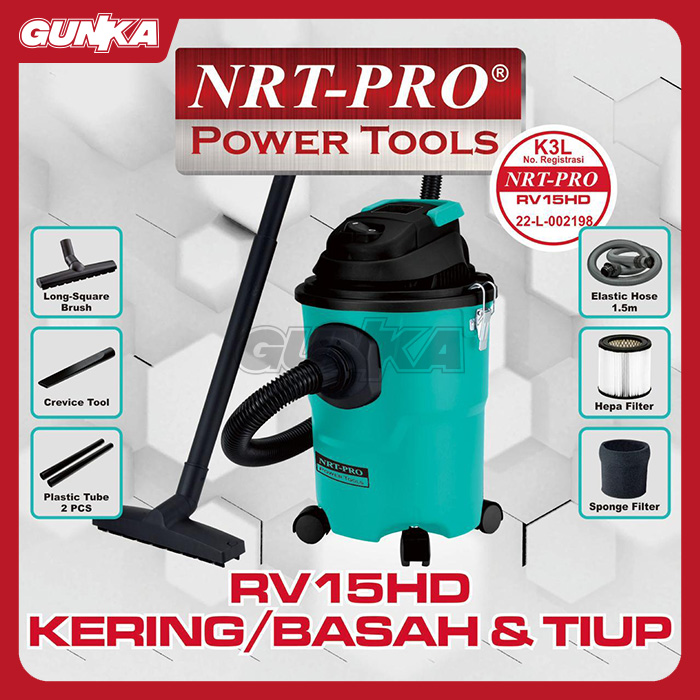 GUNKA
NRT-PRO®
POWER TOOLS
K3L
No. Registrasi
NRT-PRO
RV15HD
22-L-002198
Long-Square
Brush
Crevice Tool
Plastic Tube
2 PCS
Elastic Hose
1.5m
Hepa Filter
Sponge Filter
GUNKA
NRT-PRO
POWER TOOLS
RV15HD
KERING/BASAH & TIUP